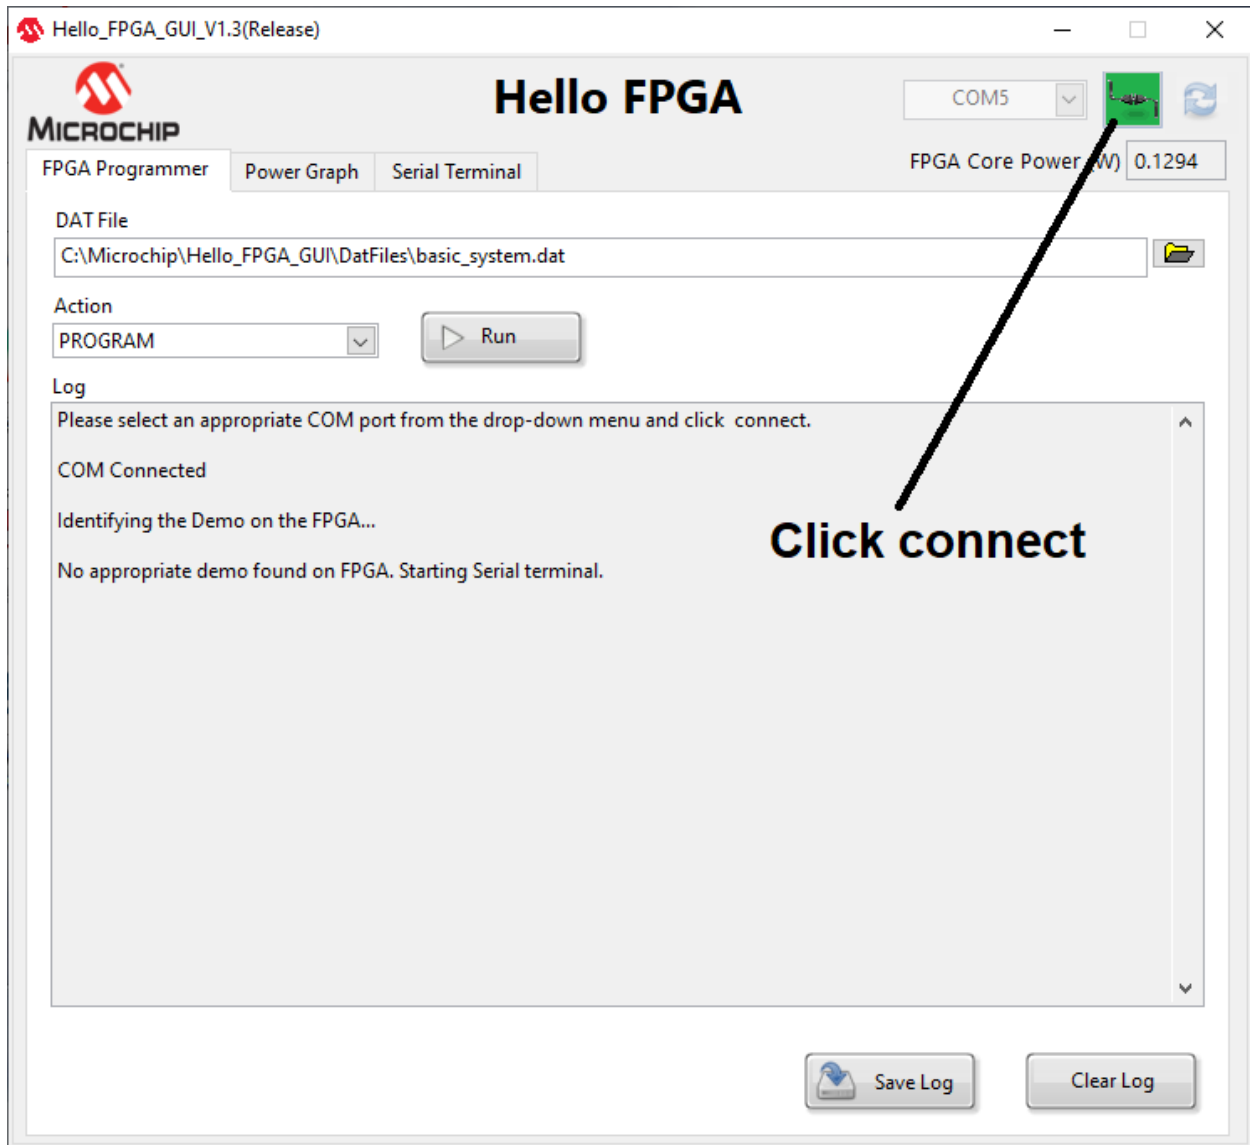 Hello_FPGA_GUI_V1.3(Release)
MICROCHIP
Hello FPGA
COM5
FPGA Programmer
Power Graph
Serial Terminal
FPGA Core Power (W) 0.1294
DAT File
C:\Microchip\Hello_FPGA_GUI\DatFiles\basic_system.dat
Action
PROGRAM
Run
Log
Please select an appropriate COM port from the drop-down menu and click  connect.
COM Connected
Identifying the Demo on the FPGA...
Click connect
No appropriate demo found on FPGA. Starting Serial terminal.
Save Log
Clear Log